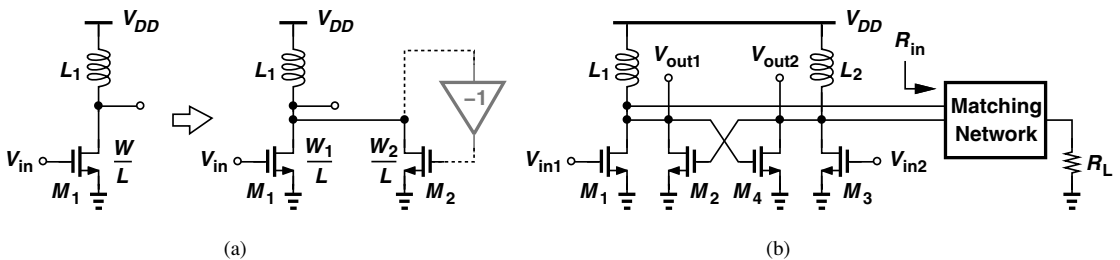 V_DD
L_1
V_in
W/L
M_1
V_DD
L_1
V_in
W_1/L
M_1
W_2/L
M_2
−1
(a)
V_DD
L_1
V_out1
V_out2
L_2
R_in
Matching
Network
V_in1
M_1
M_2
M_4
M_3
V_in2
R_L
(b)